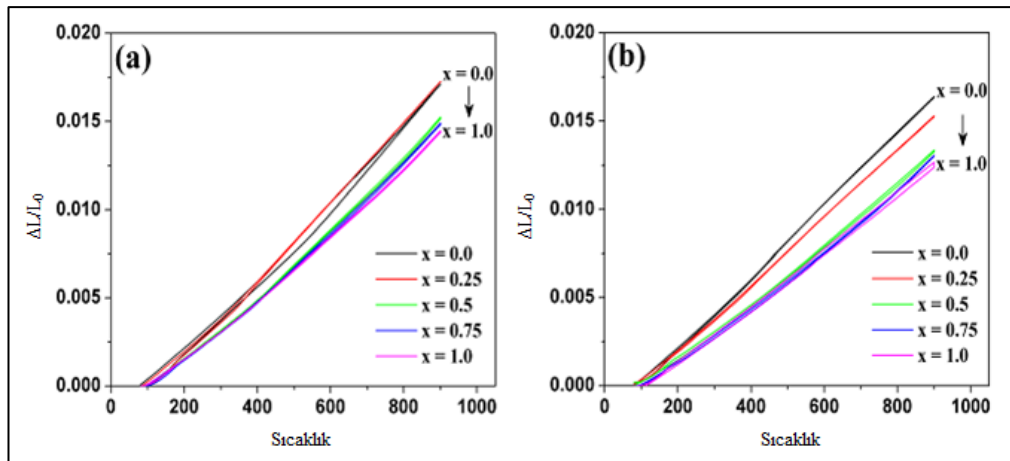 (a)
0.020
0.015
0.010
0.005
0.000
ΔL/L0
x = 0.0
x = 1.0
x = 0.0
x = 0.25
x = 0.5
x = 0.75
x = 1.0
0 200 400 600 800 1000
Sıcaklık
(b)
0.020
0.015
0.010
0.005
0.000
ΔL/L0
x = 0.0
x = 1.0
x = 0.0
x = 0.25
x = 0.5
x = 0.75
x = 1.0
0 200 400 600 800 1000
Sıcaklık